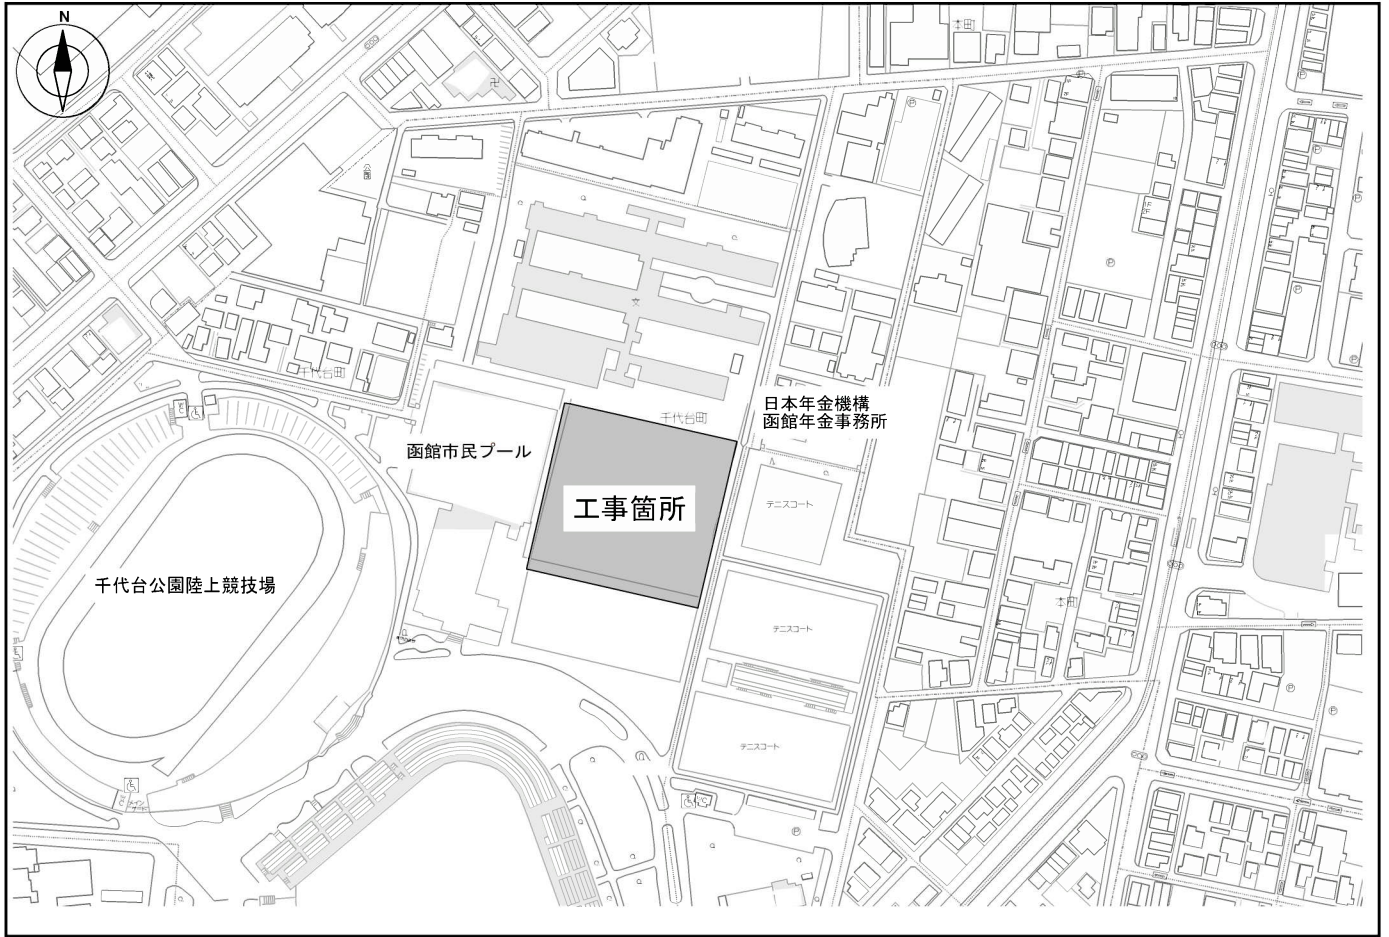 N
本町
公園
文
千代台町
千代台町
日本年金機構
函館年金事務所
函館市民プール
工事箇所
テニスコート
千代台公園陸上競技場
テニスコート
本町
テニスコート